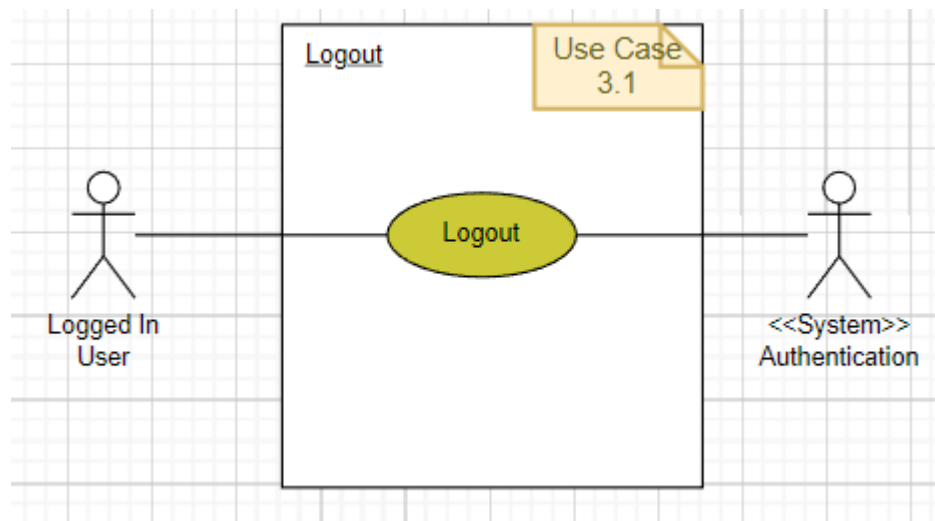 Logout
Use Case
3.1
Logout
Logged In
User
<<System>>
Authentication